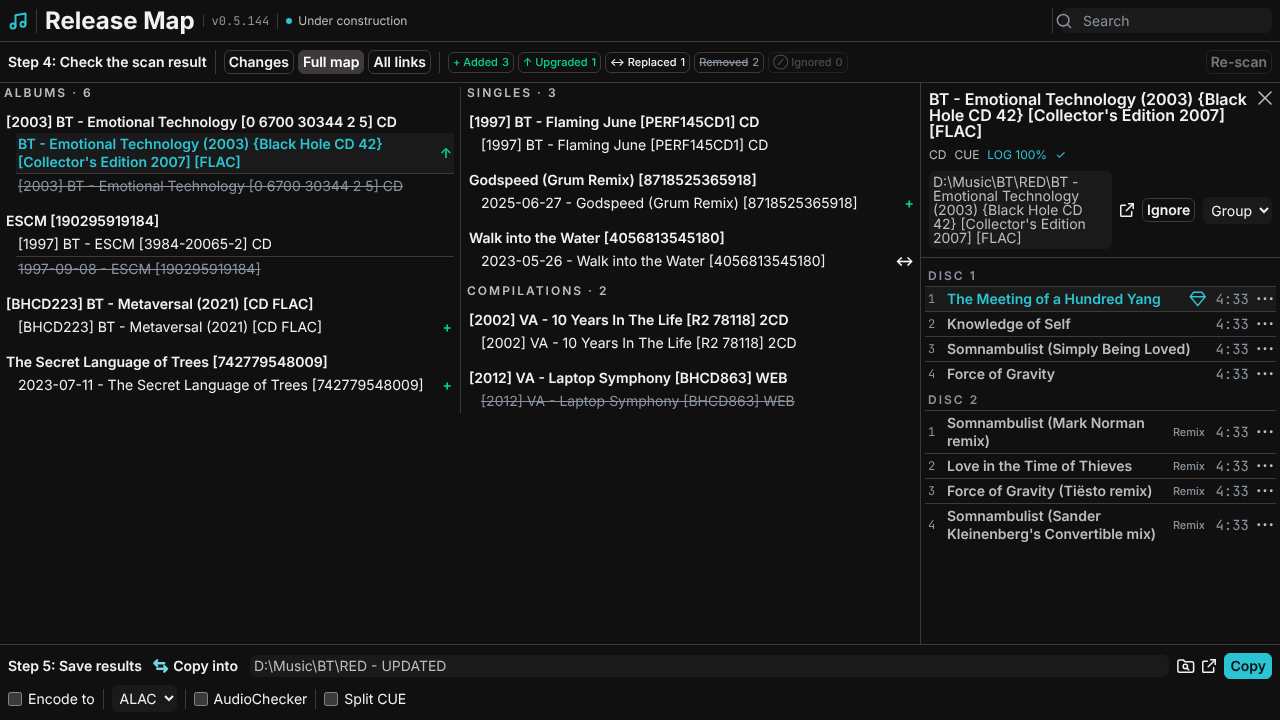 Release Map
v0.5.144
Under construction
Search
Step 4: Check the scan result
Changes
Full map
All links
+ Added 3
↑ Upgraded 1
↔ Replaced 1
Removed 2
Ignored 0
Re-scan
ALBUMS · 6
[2003] BT - Emotional Technology [0 6700 30344 2 5] CD
BT - Emotional Technology (2003) {Black Hole CD 42}
[Collector's Edition 2007] [FLAC]
↑
[2003] BT - Emotional Technology [0 6700 30344 2 5] CD
ESCM [190295919184]
[1997] BT - ESCM [3984-20065-2] CD
1997-09-08 - ESCM [190295919184]
[BHCD223] BT - Metaversal (2021) [CD FLAC]
[BHCD223] BT - Metaversal (2021) [CD FLAC]
+
The Secret Language of Trees [742779548009]
2023-07-11 - The Secret Language of Trees [742779548009]
+
SINGLES · 3
[1997] BT - Flaming June [PERF145CD1] CD
[1997] BT - Flaming June [PERF145CD1] CD
Godspeed (Grum Remix) [8718525365918]
2025-06-27 - Godspeed (Grum Remix) [8718525365918]
+
Walk into the Water [4056813545180]
2023-05-26 - Walk into the Water [4056813545180]
↔
COMPILATIONS · 2
[2002] VA - 10 Years In The Life [R2 78118] 2CD
[2002] VA - 10 Years In The Life [R2 78118] 2CD
[2012] VA - Laptop Symphony [BHCD863] WEB
[2012] VA - Laptop Symphony [BHCD863] WEB
BT - Emotional Technology (2003) {Black
Hole CD 42} [Collector's Edition 2007]
[FLAC]
CD CUE LOG 100% ✓
D:\Music\BT\RED\BT -
Emotional Technology
(2003) {Black Hole CD
42} [Collector's Edition
2007] [FLAC]
Ignore
Group
DISC 1
1 The Meeting of a Hundred Yang 4:33
2 Knowledge of Self 4:33
3 Somnambulist (Simply Being Loved) 4:33
4 Force of Gravity 4:33
DISC 2
1 Somnambulist (Mark Norman
remix) Remix 4:33
2 Love in the Time of Thieves Remix 4:33
3 Force of Gravity (Tiësto remix) Remix 4:33
4 Somnambulist (Sander
Kleinenberg's Convertible mix) Remix 4:33
Step 5: Save results
Copy into
D:\Music\BT\RED - UPDATED
Copy
Encode to
ALAC
AudioChecker
Split CUE